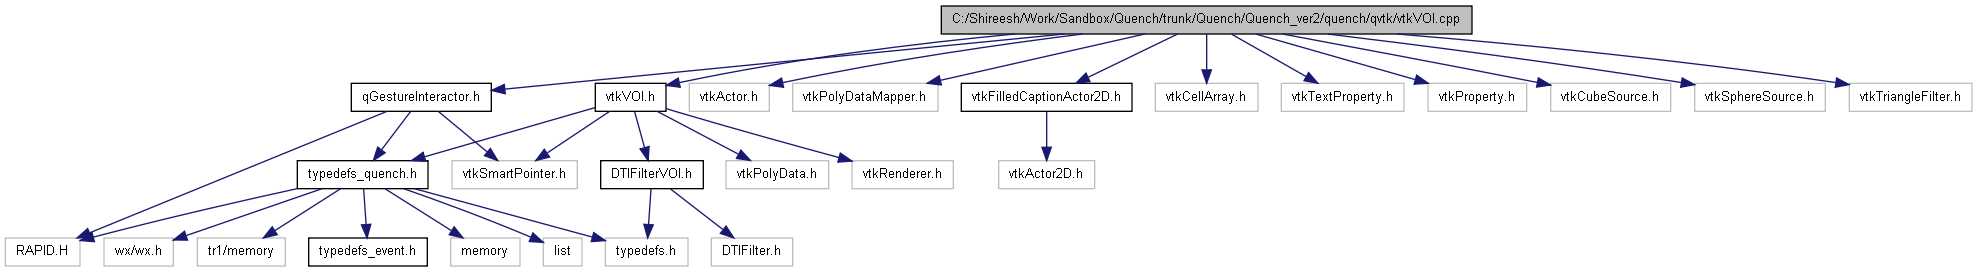 C:/Shireesh/Work/Sandbox/Quench/trunk/Quench/Quench_ver2/quench/qvtk/vtkVOI.cpp
qGestureInteractor.h
vtkVOI.h
vtkActor.h
vtkPolyDataMapper.h
vtkFilledCaptionActor2D.h
vtkCellArray.h
vtkTextProperty.h
vtkProperty.h
vtkCubeSource.h
vtkSphereSource.h
vtkTriangleFilter.h
typedefs_quench.h
vtkSmartPointer.h
DTIFilterVOI.h
vtkPolyData.h
vtkRenderer.h
vtkActor2D.h
RAPID.H
wx/wx.h
tr1/memory
typedefs_event.h
memory
list
typedefs.h
DTIFilter.h